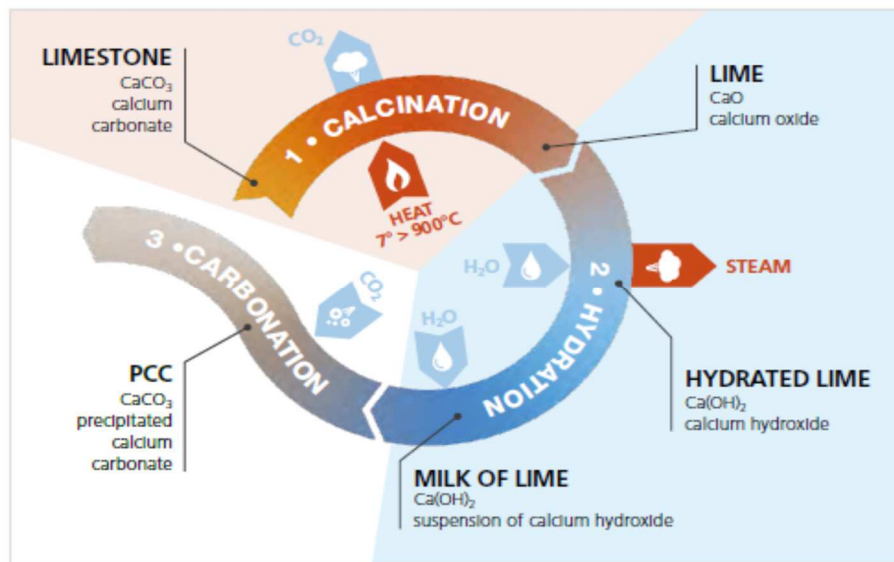 CO₂
LIMESTONE
CaCO₃
calcium
carbonate
1 • CALCINATION
LIME
CaO
calcium oxide
HEAT
7° > 900°C
H₂O
2 • HYDRATION
STEAM
3 • CARBONATION
CO₂
H₂O
PCC
CaCO₃
precipitated
calcium
carbonate
HYDRATED LIME
Ca(OH)₂
calcium hydroxide
MILK OF LIME
Ca(OH)₂
suspension of calcium hydroxide